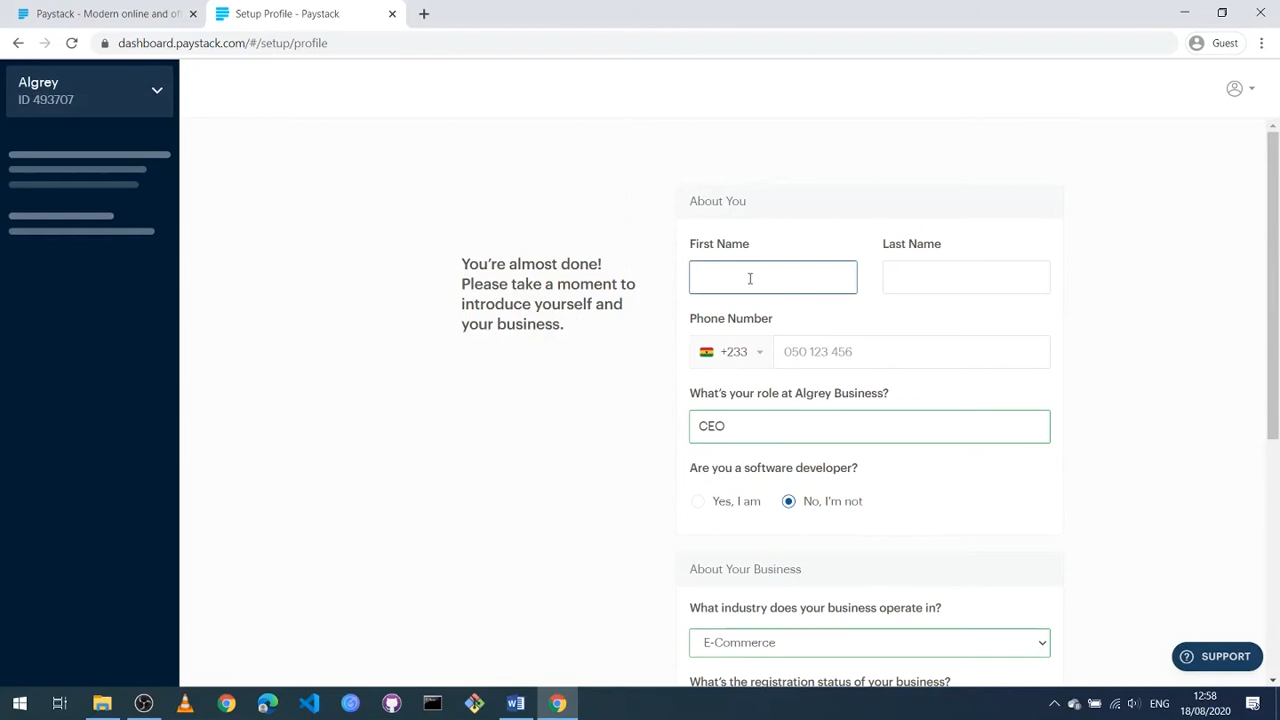 Paystack - Modern online and of
Setup Profile - Paystack
dashboard.paystack.com/#/setup/profile
Guest
Algrey
ID 493707
You're almost done!
Please take a moment to
introduce yourself and
your business.
About You
First Name
Last Name
Phone Number
+233
050 123 456
What's your role at Algrey Business?
CEO
Are you a software developer?
Yes, I am
No, I'm not
About Your Business
What industry does your business operate in?
E-Commerce
What's the registration status of your business?
SUPPORT
ENG
12:58
18/08/2020